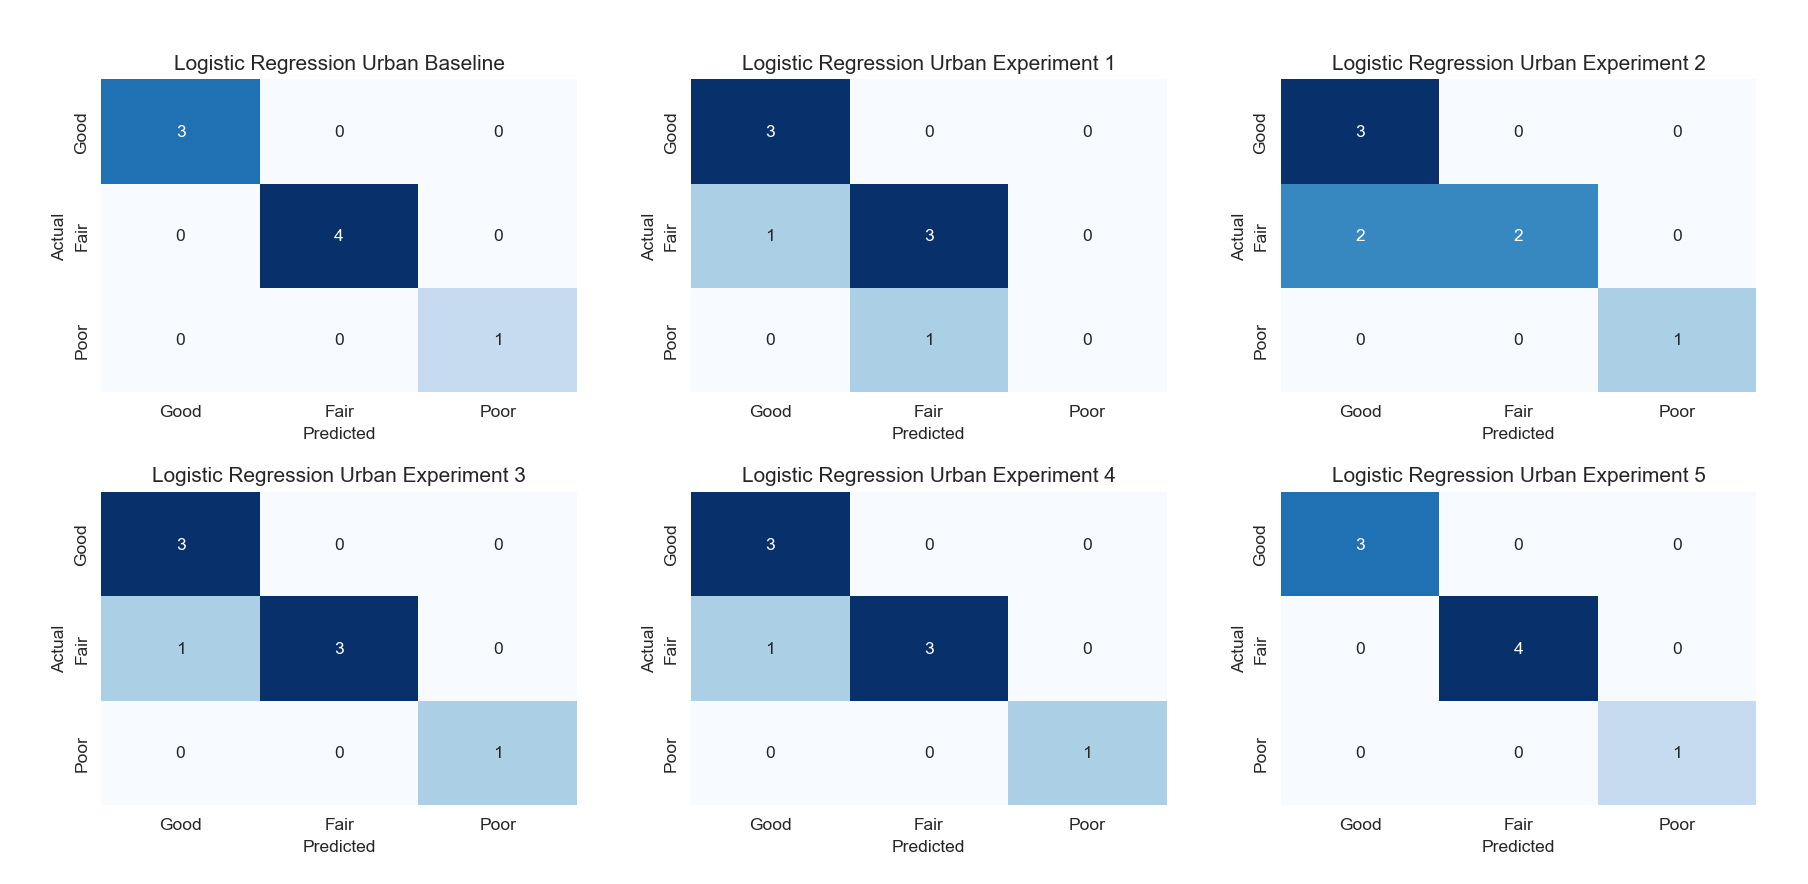 Logistic Regression Urban Baseline
Actual
Good
3 0 0
Fair
0 4 0
Poor
0 0 1
Good Fair Poor
Predicted
Logistic Regression Urban Experiment 1
Actual
Good
3 0 0
Fair
1 3 0
Poor
0 1 0
Good Fair Poor
Predicted
Logistic Regression Urban Experiment 2
Actual
Good
3 0 0
Fair
2 2 0
Poor
0 0 1
Good Fair Poor
Predicted
Logistic Regression Urban Experiment 3
Actual
Good
3 0 0
Fair
1 3 0
Poor
0 0 1
Good Fair Poor
Predicted
Logistic Regression Urban Experiment 4
Actual
Good
3 0 0
Fair
1 3 0
Poor
0 0 1
Good Fair Poor
Predicted
Logistic Regression Urban Experiment 5
Actual
Good
3 0 0
Fair
0 4 0
Poor
0 0 1
Good Fair Poor
Predicted